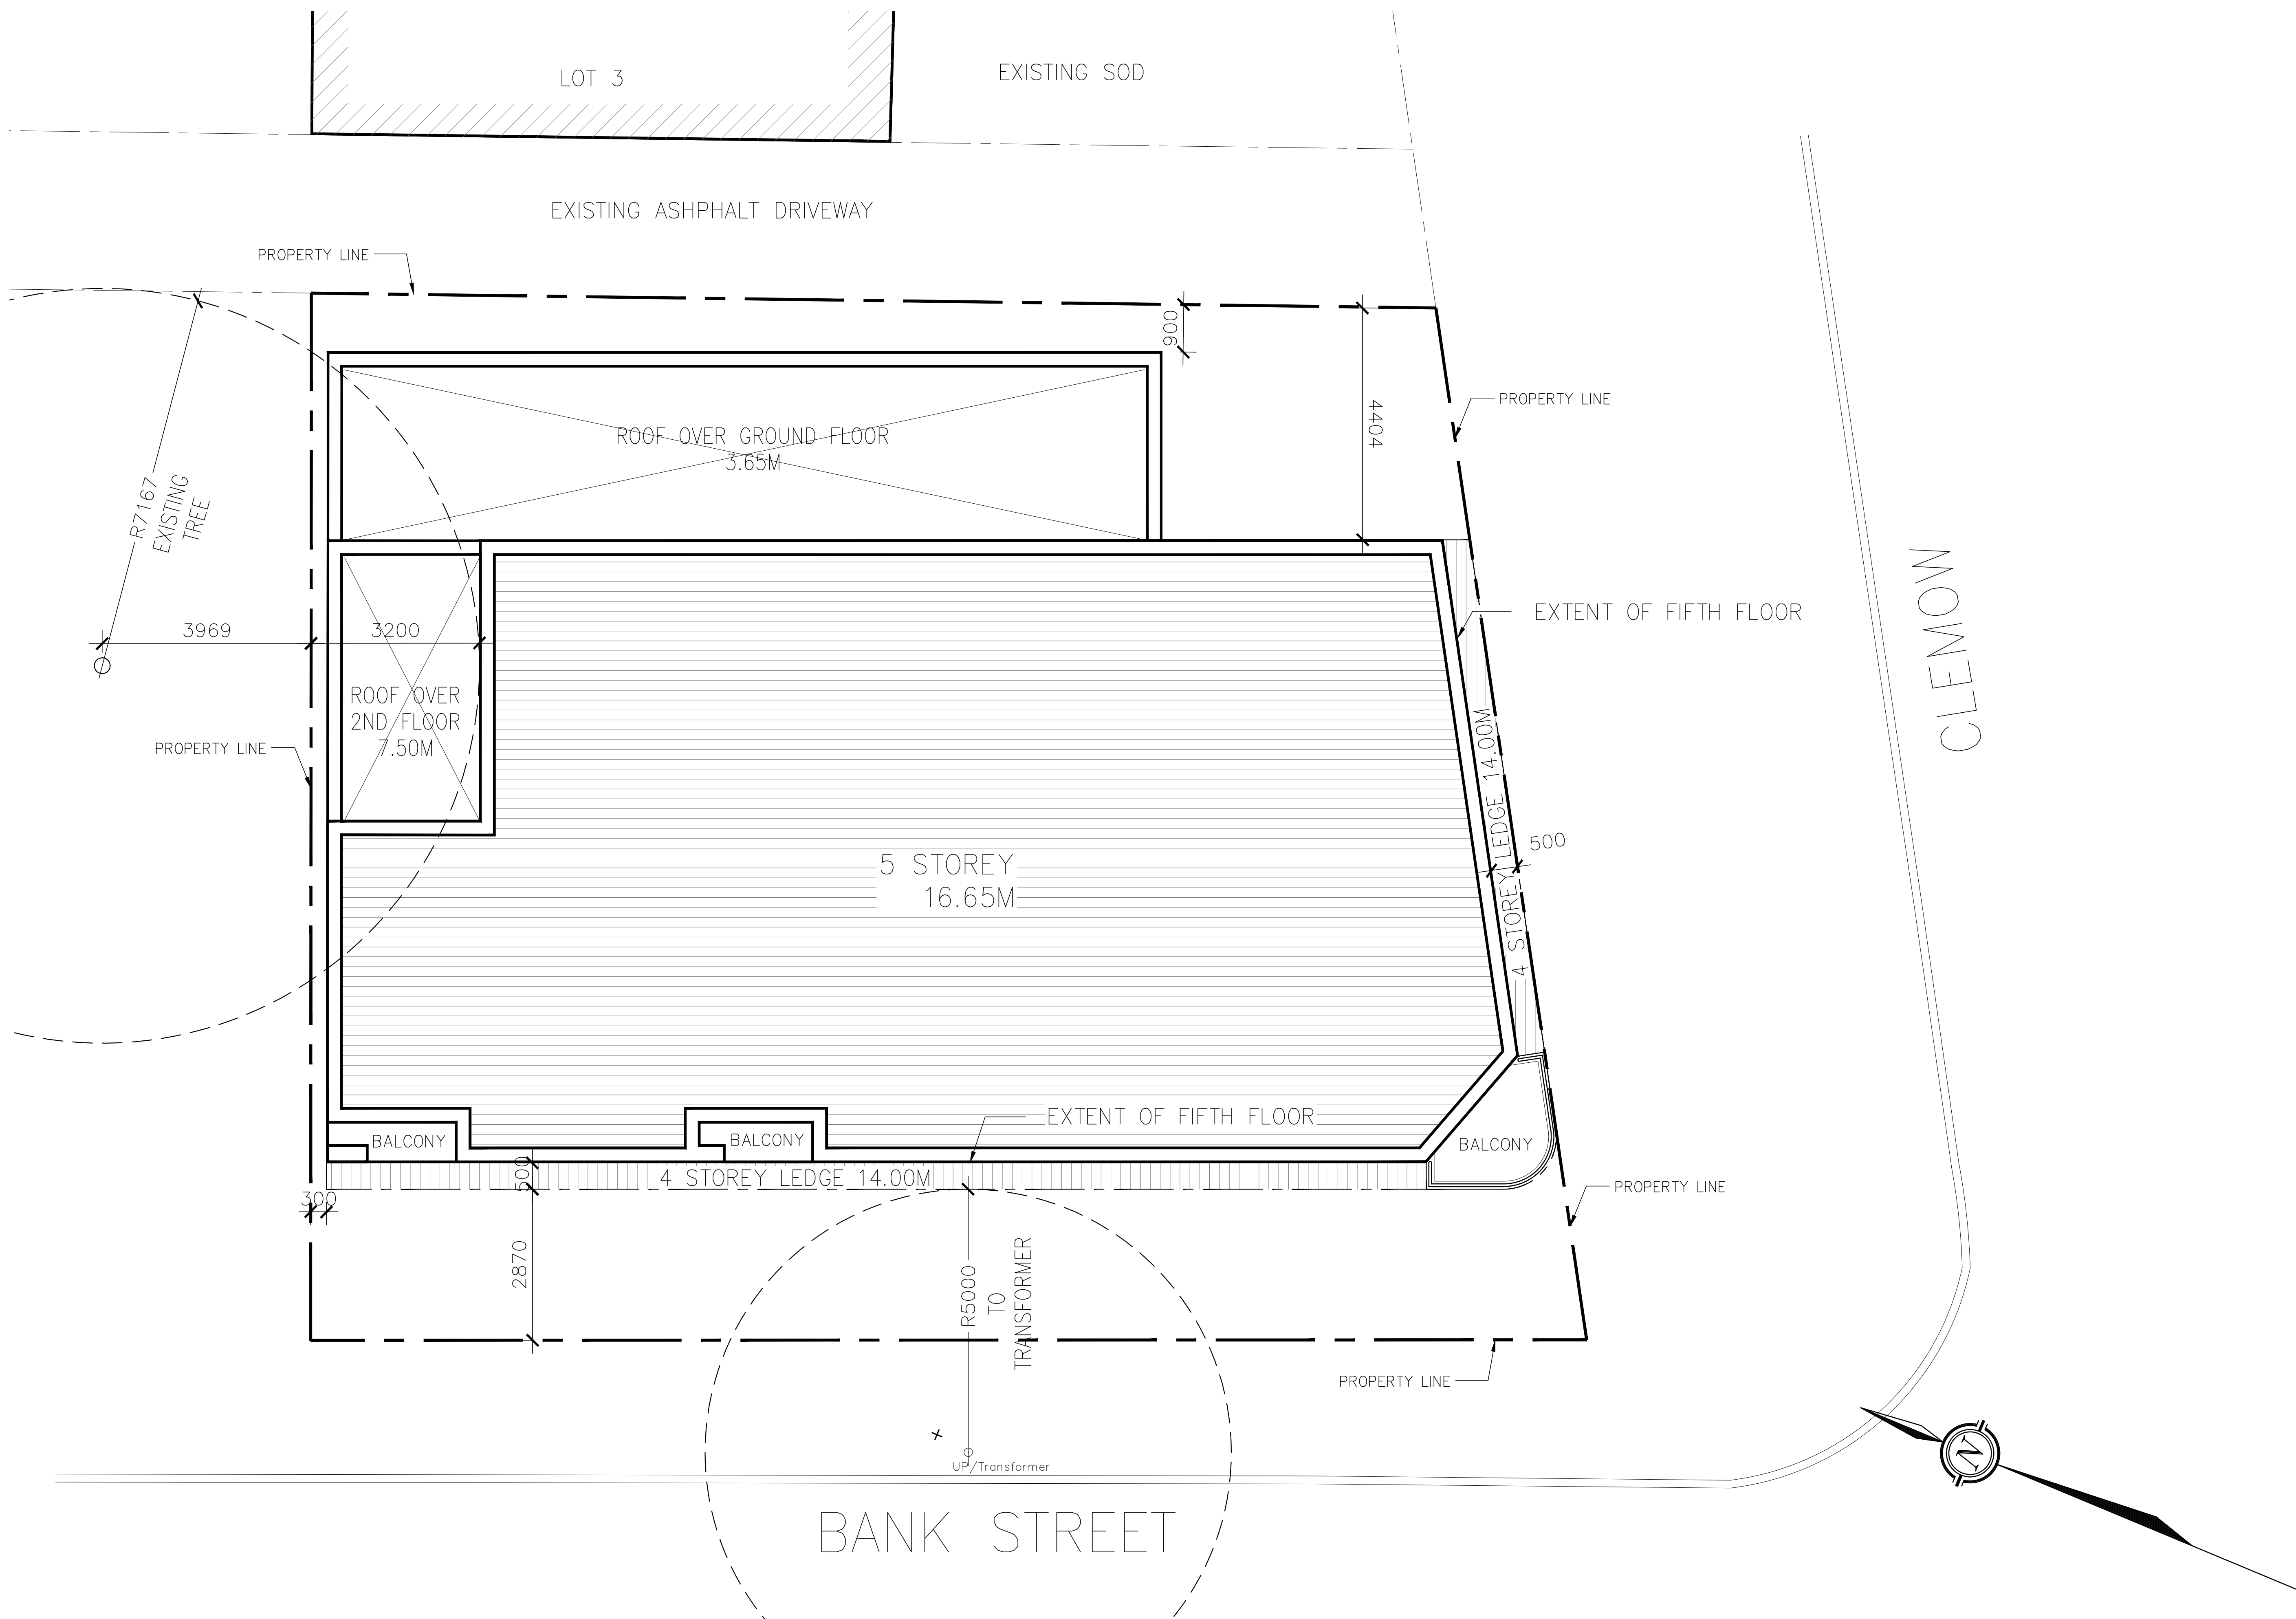 LOT 3
EXISTING SOD
EXISTING ASHPHALT DRIVEWAY
PROPERTY LINE
900
4404
PROPERTY LINE
ROOF OVER GROUND FLOOR
3.65M
R7167
EXISTING
TREE
3969
3200
EXTENT OF FIFTH FLOOR
CLEMOW
ROOF OVER
2ND FLOOR
7.50M
PROPERTY LINE
4 STOREY LEDGE 14.00M
500
5 STOREY
16.65M
EXTENT OF FIFTH FLOOR
BALCONY
BALCONY
BALCONY
500
4 STOREY LEDGE 14.00M
300
PROPERTY LINE
2870
R5000
TO
TRANSFORMER
PROPERTY LINE
UP/Transformer
N
BANK STREET